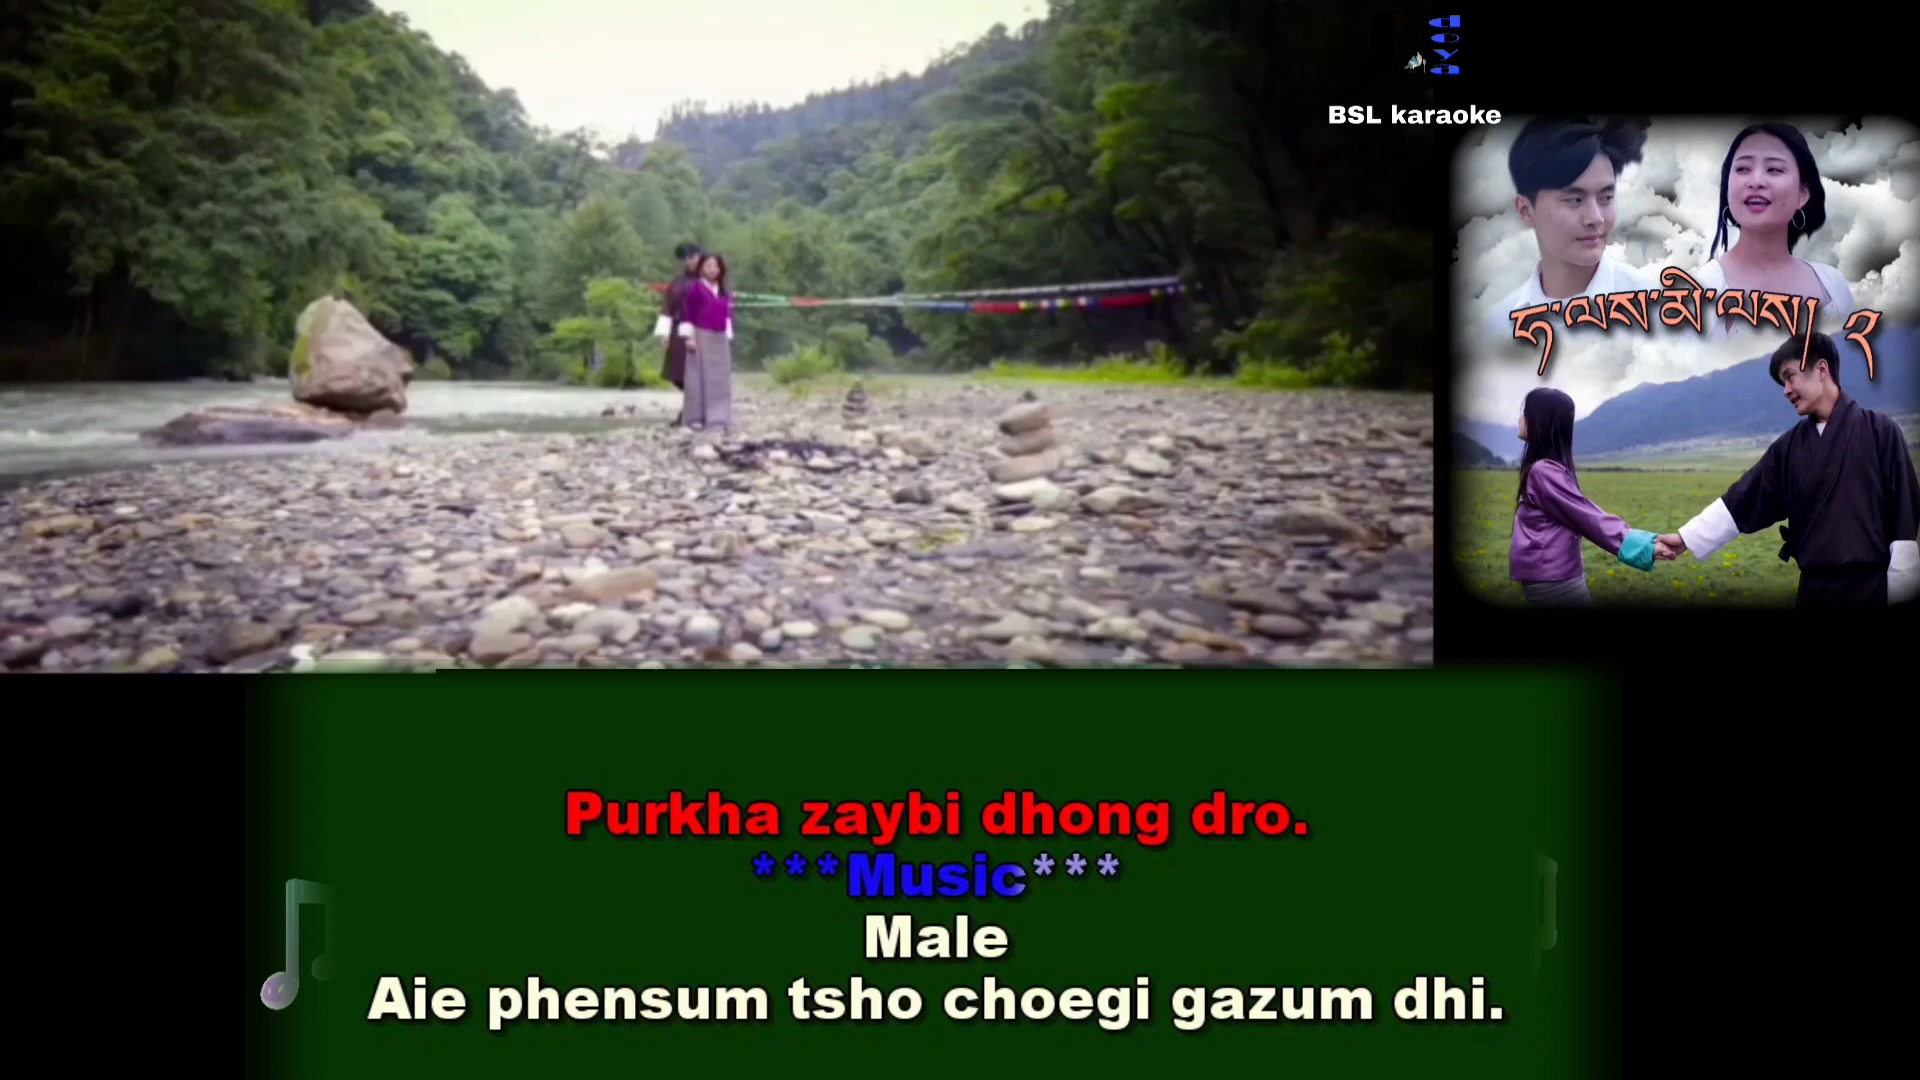 BSL karaoke
ཧ་ལས་མི་ལས། ༢
Purkha zaybi dhong dro.
***Music***
Male
Aie phensum tsho choegi gazum dhi.